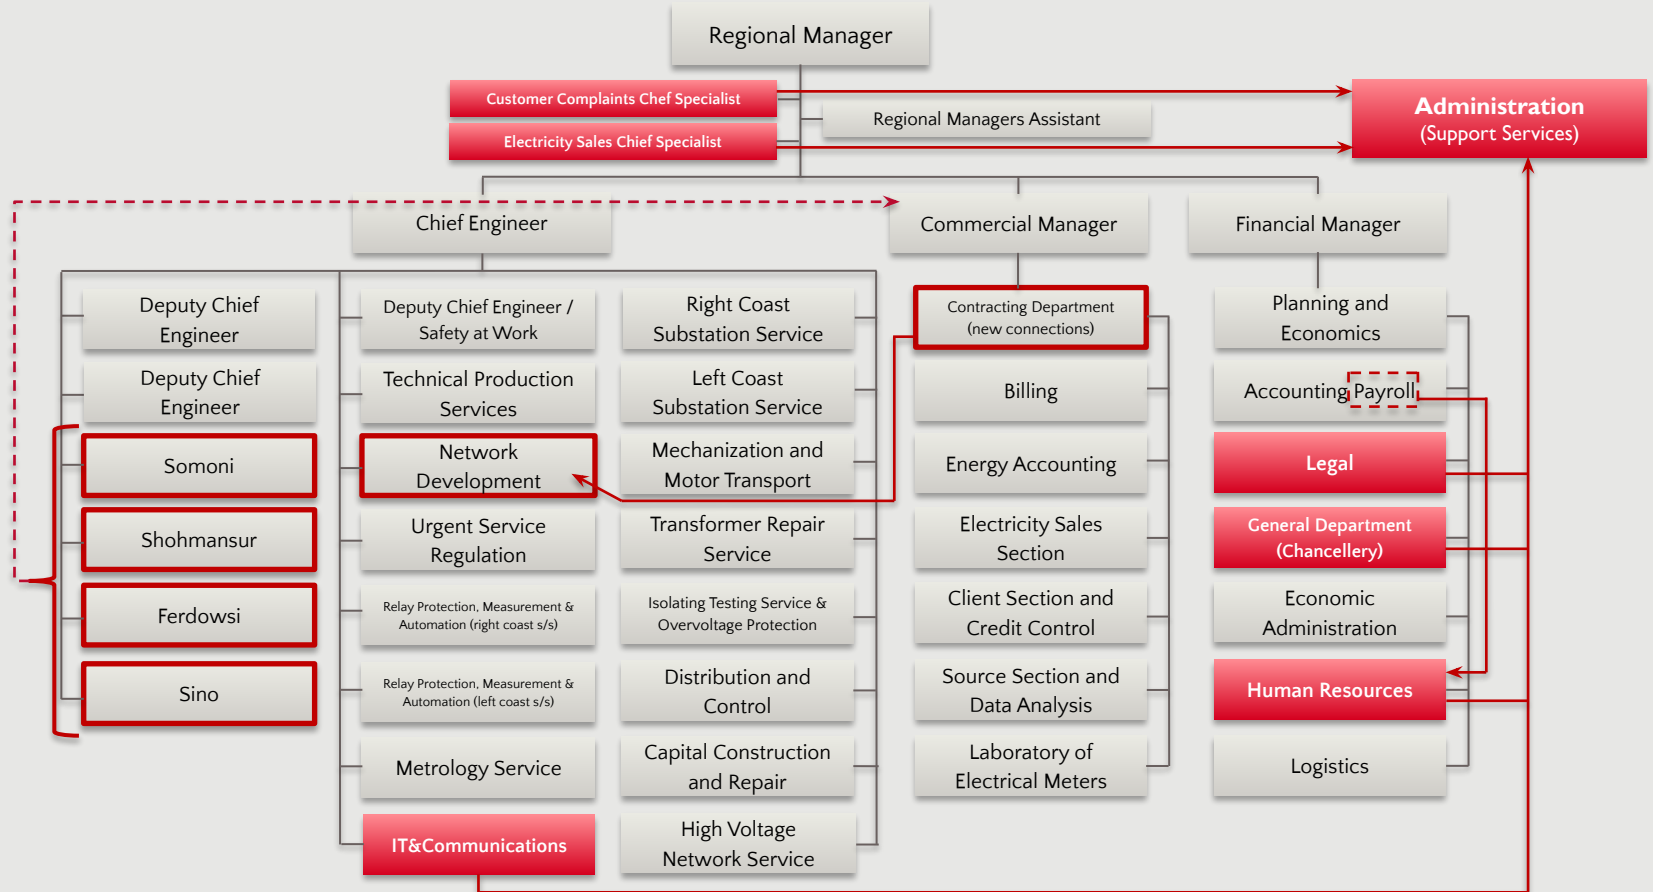 Regional Manager
Customer Complaints Chef Specialist
Regional Managers Assistant
Electricity Sales Chief Specialist
Administration
(Support Services)
Chief Engineer
Commercial Manager
Financial Manager
Deputy Chief
Engineer
Deputy Chief
Engineer
Somoni
Shohmansur
Ferdowsi
Sino
Deputy Chief Engineer /
Safety at Work
Technical Production
Services
Network
Development
Urgent Service
Regulation
Relay Protection, Measurement &
Automation (right coast s/s)
Relay Protection, Measurement &
Automation (left coast s/s)
Metrology Service
IT&Communications
Right Coast
Substation Service
Left Coast
Substation Service
Mechanization and
Motor Transport
Transformer Repair
Service
Isolating Testing Service &
Overvoltage Protection
Distribution and
Control
Capital Construction
and Repair
High Voltage
Network Service
Contracting Department
(new connections)
Billing
Energy Accounting
Electricity Sales
Section
Client Section and
Credit Control
Source Section and
Data Analysis
Laboratory of
Electrical Meters
Planning and
Economics
Accounting Payroll
Legal
General Department
(Chancellery)
Economic
Administration
Human Resources
Logistics